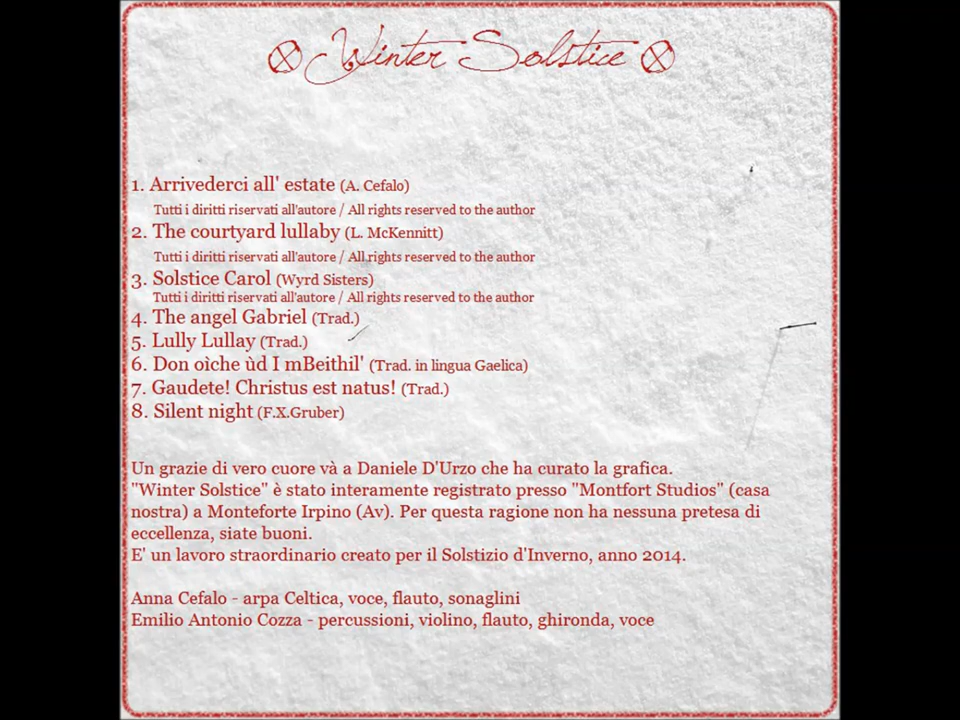 Winter Solstice
1. Arrivederci all' estate (A. Cefalo)
Tutti i diritti riservati all'autore / All rights reserved to the author
2. The courtyard lullaby (L. McKennitt)
Tutti i diritti riservati all'autore / All rights reserved to the author
3. Solstice Carol (Wyrd Sisters)
Tutti i diritti riservati all'autore / All rights reserved to the author
4. The angel Gabriel (Trad.)
5. Lully Lullay (Trad.)
6. Don oìche ùd I mBeithil' (Trad. in lingua Gaelica)
7. Gaudete! Christus est natus! (Trad.)
8. Silent night (F.X.Gruber)
Un grazie di vero cuore và a Daniele D'Urzo che ha curato la grafica.
"Winter Solstice" è stato interamente registrato presso "Montfort Studios" (casa
nostra) a Monteforte Irpino (Av). Per questa ragione non ha nessuna pretesa di
eccellenza, siate buoni.
E' un lavoro straordinario creato per il Solstizio d'Inverno, anno 2014.
Anna Cefalo - arpa Celtica, voce, flauto, sonaglini
Emilio Antonio Cozza - percussioni, violino, flauto, ghironda, voce